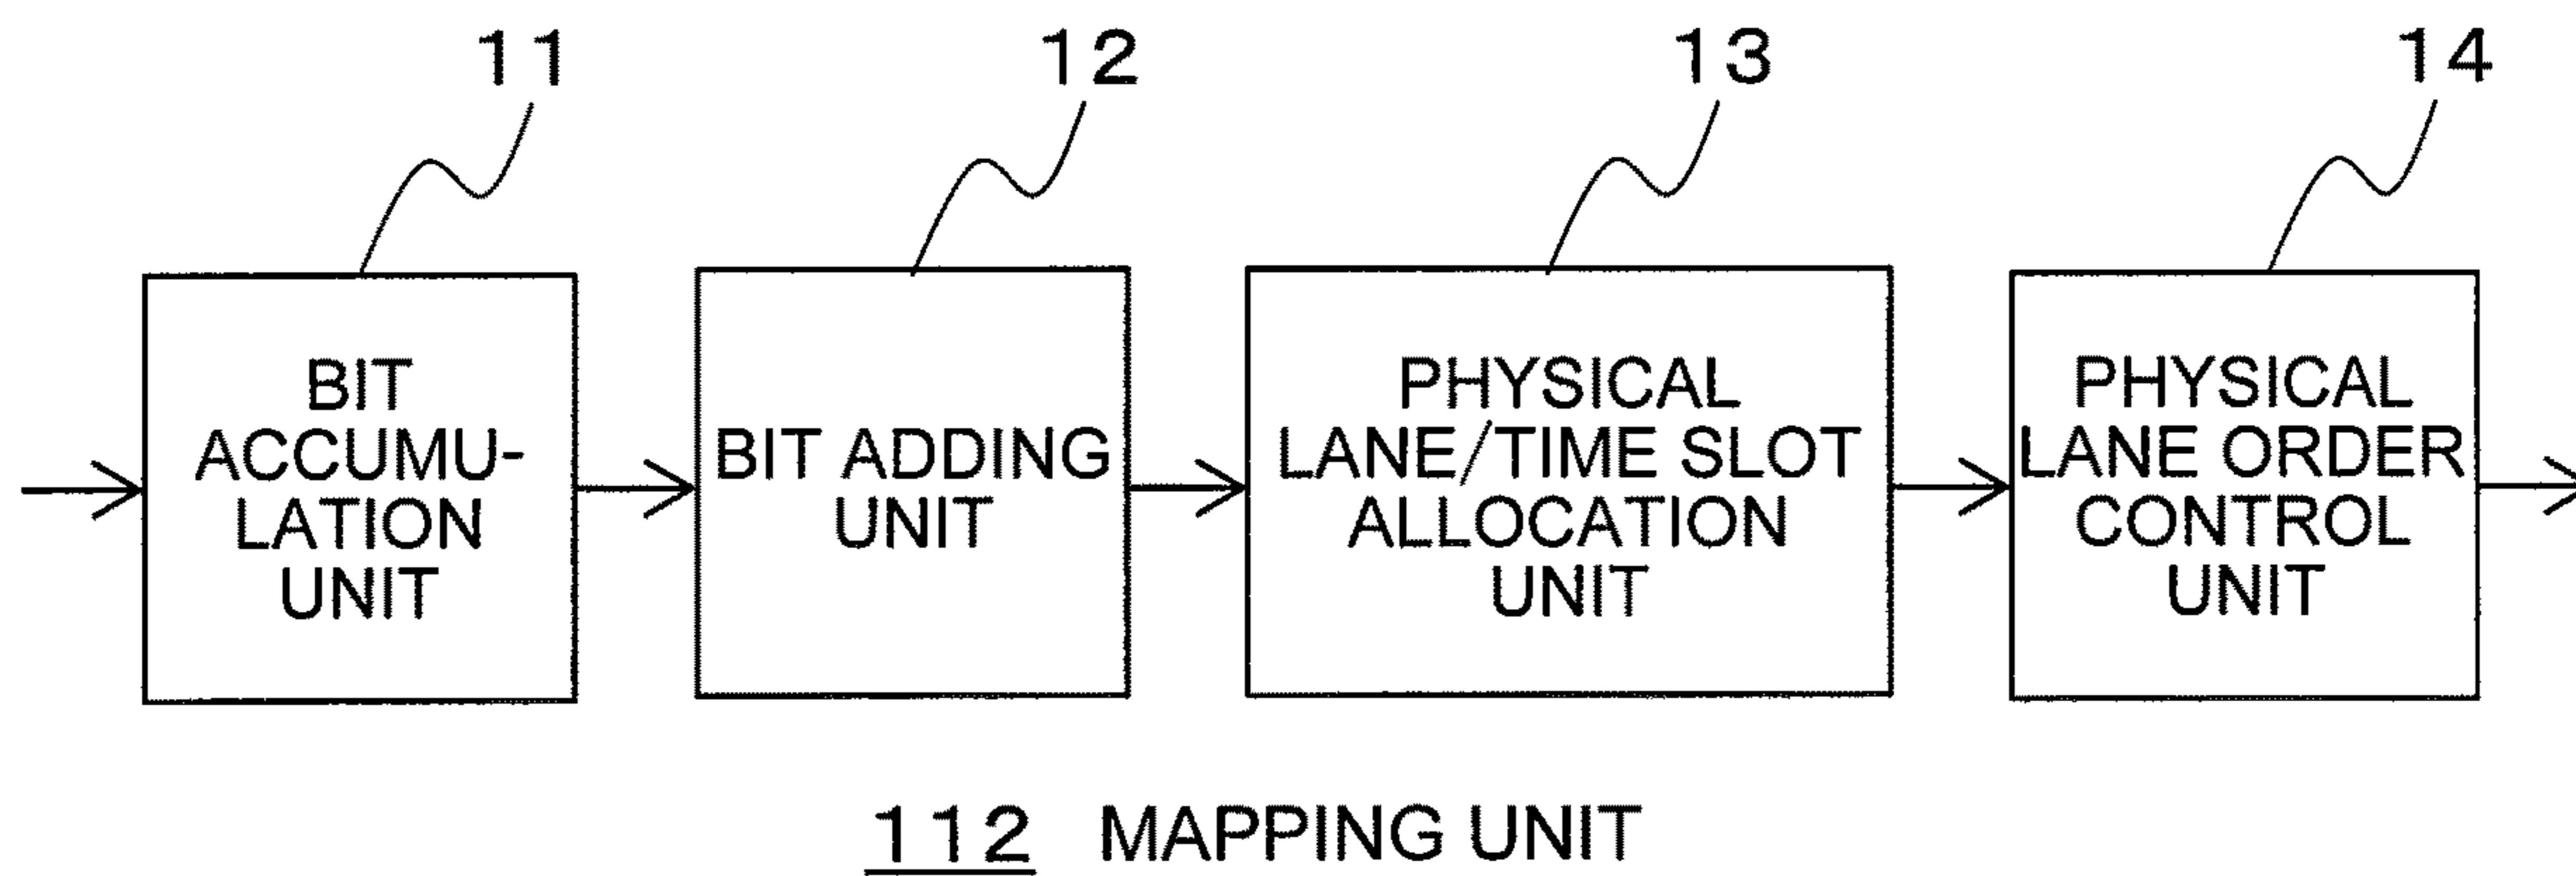 11
12
13
14
BIT
ACCUMU-
LATION
UNIT
BIT ADDING
UNIT
PHYSICAL
LANE/TIME SLOT
ALLOCATION
UNIT
PHYSICAL
LANE ORDER
CONTROL
UNIT
112 MAPPING UNIT